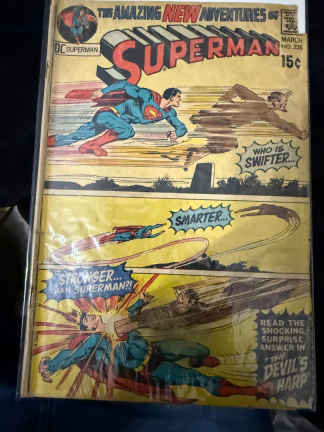 THE AMAZING NEW ADVENTURES OF
DC SUPERMAN
SUPERMAN
MARCH
NO. 235
15¢
WHO IS
SWIFTER...
SMARTER...
STRONGER...
THAN SUPERMAN?!
READ THE
SHOCKING,
SURPRISE
ANSWER IN
"THE
DEVIL'S
HARP"